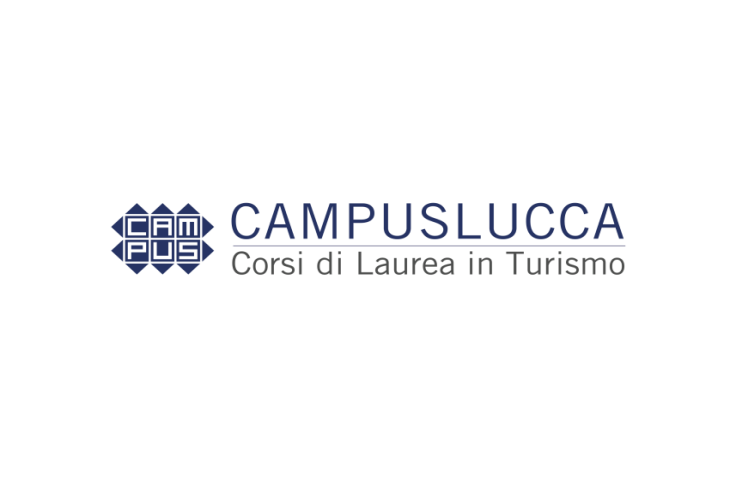 CAM
PUS
CAMPUSLUCCA
Corsi di Laurea in Turismo